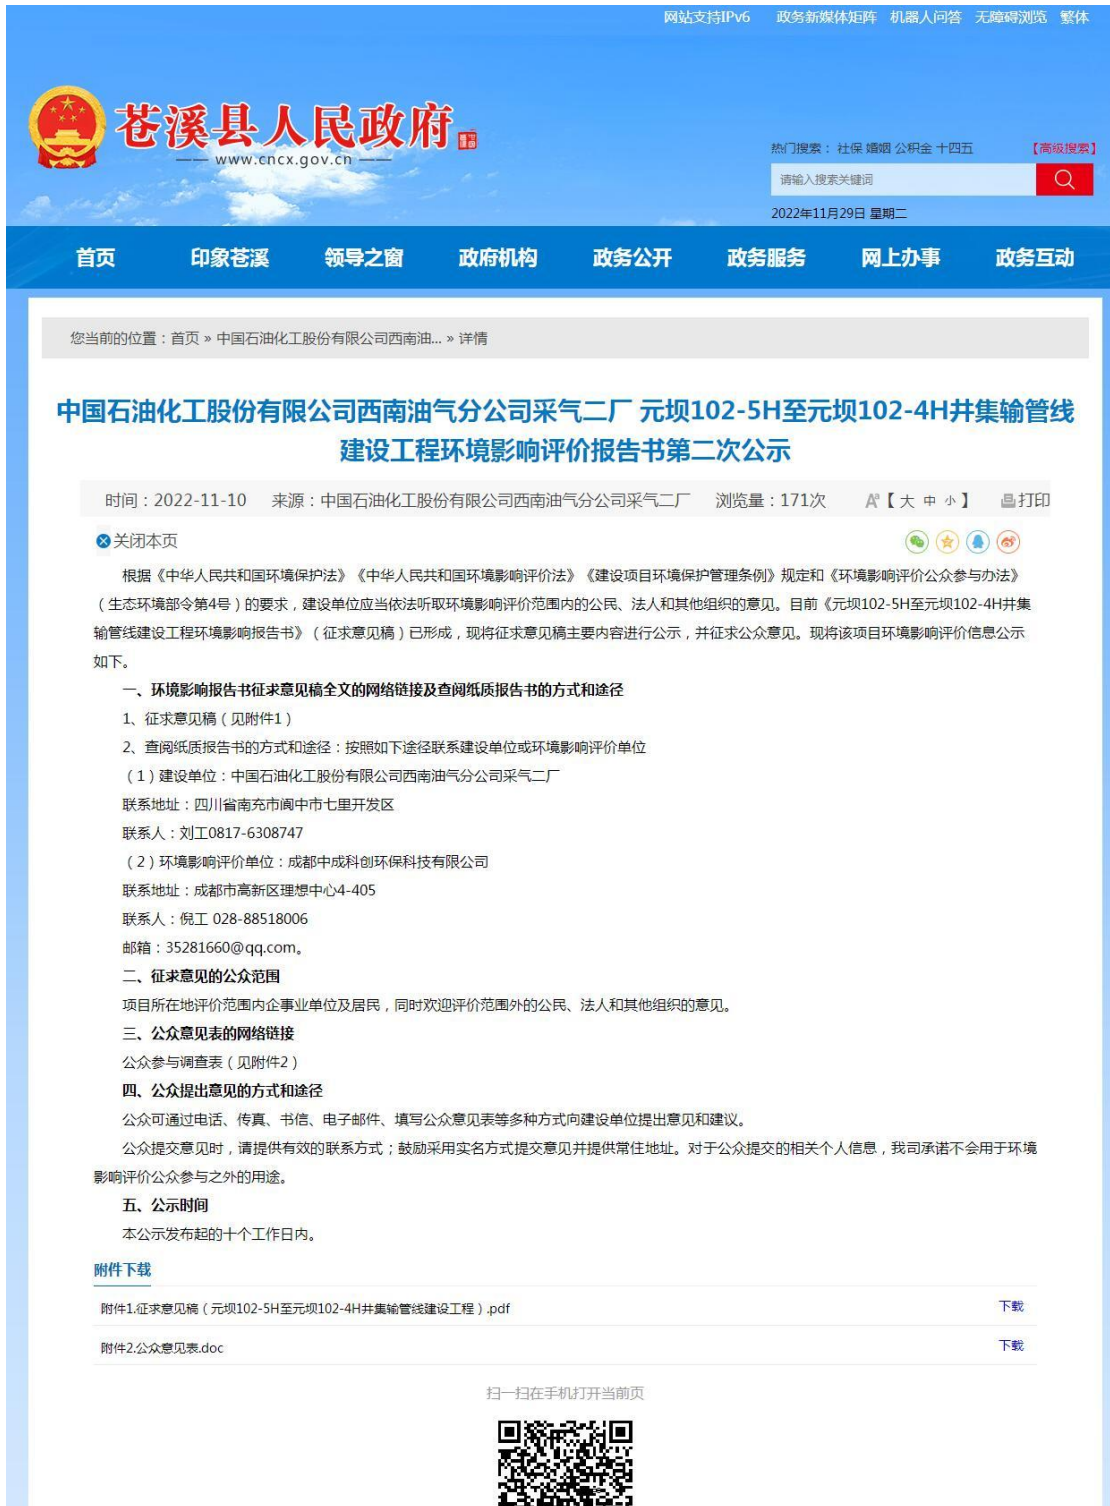 网站支持IPv6 政务新媒体矩阵 机器人问答 无障碍浏览 繁体
苍溪县人民政府
—— www.cncx.gov.cn ——
热门搜索： 社保 婚姻 公积金 十四五 【高级搜索】
请输入搜索关键词
2022年11月29日 星期二
首页 印象苍溪 领导之窗 政府机构 政务公开 政务服务 网上办事 政务互动
您当前的位置：首页 » 中国石油化工股份有限公司西南油... » 详情
中国石油化工股份有限公司西南油气分公司采气二厂 元坝102-5H至元坝102-4H井集输管线
建设工程环境影响评价报告书第二次公示
时间：2022-11-10 来源：中国石油化工股份有限公司西南油气分公司采气二厂 浏览量：171次 【 大 中 小 】 打印
关闭本页
根据《中华人民共和国环境保护法》《中华人民共和国环境影响评价法》《建设项目环境保护管理条例》规定和《环境影响评价公众参与办法》
（生态环境部令第4号）的要求，建设单位应当依法听取环境影响评价范围内的公民、法人和其他组织的意见。目前《元坝102-5H至元坝102-4H井集
输管线建设工程环境影响报告书》（征求意见稿）已形成，现将征求意见稿主要内容进行公示，并征求公众意见。现将该项目环境影响评价信息公示
如下。
一、环境影响报告书征求意见稿全文的网络链接及查阅纸质报告书的方式和途径
1、征求意见稿（见附件1）
2、查阅纸质报告书的方式和途径：按照如下途径联系建设单位或环境影响评价单位
（1）建设单位：中国石油化工股份有限公司西南油气分公司采气二厂
联系地址：四川省南充市阆中市七里开发区
联系人：刘工0817-6308747
（2）环境影响评价单位：成都中成科创环保科技有限公司
联系地址：成都市高新区理想中心4-405
联系人：倪工 028-88518006
邮箱：35281660@qq.com。
二、征求意见的公众范围
项目所在地评价范围内企事业单位及居民，同时欢迎评价范围外的公民、法人和其他组织的意见。
三、公众意见表的网络链接
公众参与调查表（见附件2）
四、公众提出意见的方式和途径
公众可通过电话、传真、书信、电子邮件、填写公众意见表等多种方式向建设单位提出意见和建议。
公众提交意见时，请提供有效的联系方式；鼓励采用实名方式提交意见并提供常住地址。对于公众提交的相关个人信息，我司承诺不会用于环境
影响评价公众参与之外的用途。
五、公示时间
本公示发布起的十个工作日内。
附件下载
附件1.征求意见稿（元坝102-5H至元坝102-4H井集输管线建设工程）.pdf 下载
附件2.公众意见表.doc 下载
扫一扫在手机打开当前页